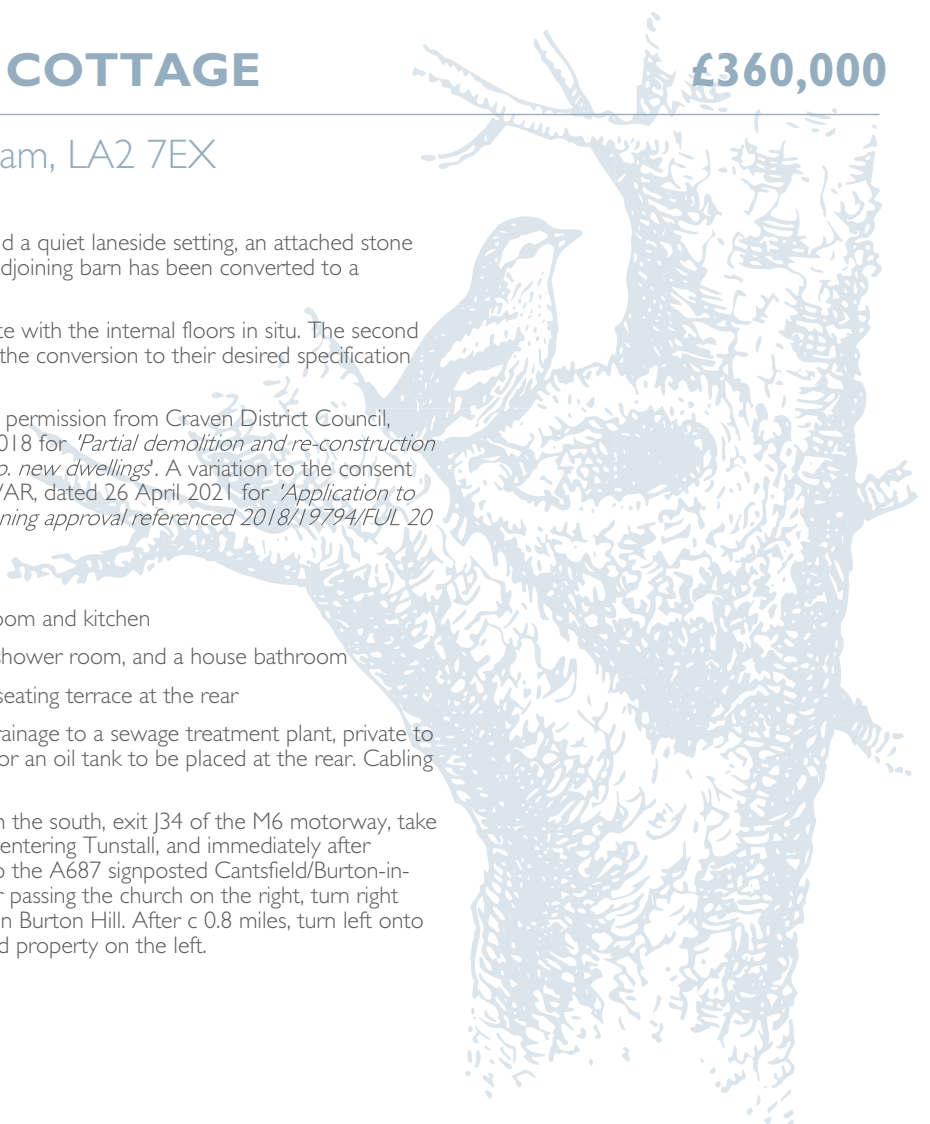 COTTAGE £360,000
am, LA2 7EX
d a quiet laneside setting, an attached stone
djoining barn has been converted to a
te with the internal floors in situ. The second
the conversion to their desired specification
permission from Craven District Council,
018 for 'Partial demolition and re-construction
o. new dwellings'. A variation to the consent
/AR, dated 26 April 2021 for 'Application to
ning approval referenced 2018/19794/FUL 20
oom and kitchen
shower room, and a house bathroom
seating terrace at the rear
rainage to a sewage treatment plant, private to
or an oil tank to be placed at the rear. Cabling
n the south, exit J34 of the M6 motorway, take
entering Tunstall, and immediately after
o the A687 signposted Cantsfield/Burton-in-
r passing the church on the right, turn right
n Burton Hill. After c 0.8 miles, turn left onto
d property on the left.